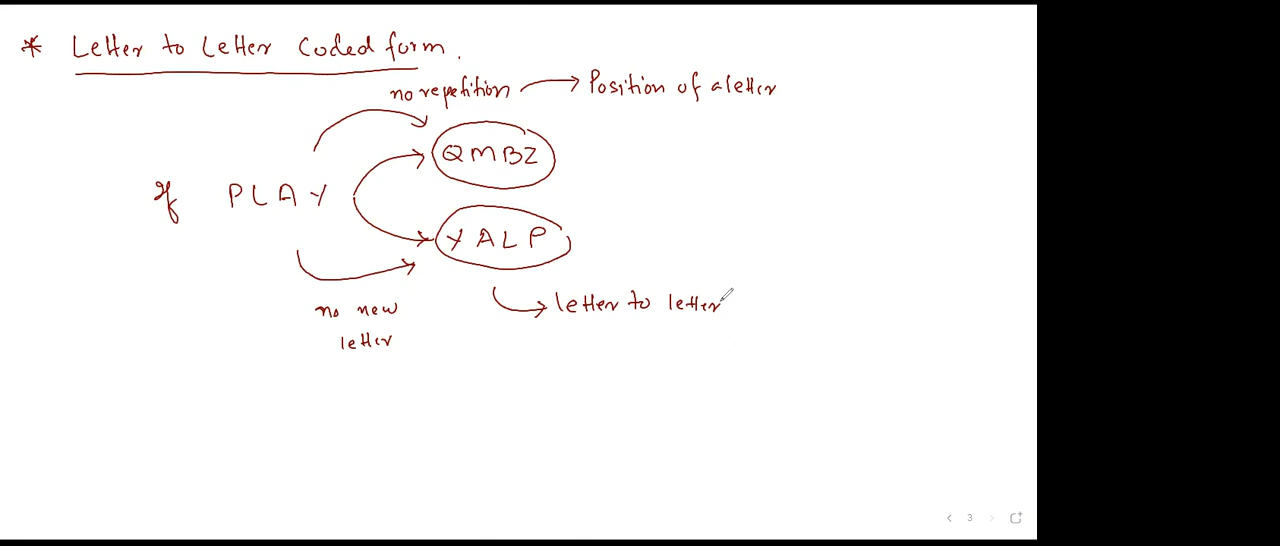 * Letter to Letter Coded form.
no repetition → Position of a letter
QMBZ
If PLAY
YALP
no new
letter
→ letter to letter
3